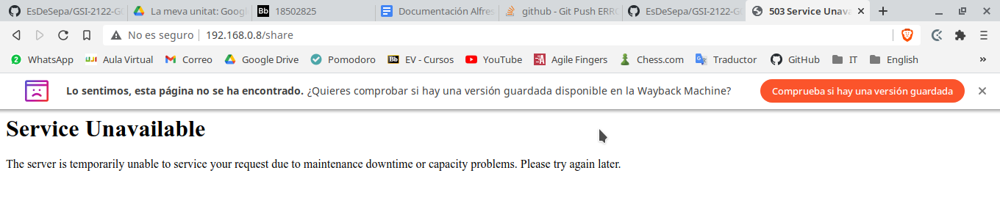 EsDeSepa/GSI-2122-G
La meva unitat: Googl
18502825
Documentación Alfres
github - Git Push ERRO
EsDeSepa/GSI-2122-G
503 Service Unava
No es seguro
192.168.0.8/share
2 WhatsApp
UJI Aula Virtual
Correo
Google Drive
Pomodoro
Bb EV - Cursos
YouTube
Agile Fingers
Chess.com
Traductor
GitHub
IT
English
»
Lo sentimos, esta página no se ha encontrado. ¿Quieres comprobar si hay una versión guardada disponible en la Wayback Machine?
Comprueba si hay una versión guardada
Service Unavailable
The server is temporarily unable to service your request due to maintenance downtime or capacity problems. Please try again later.